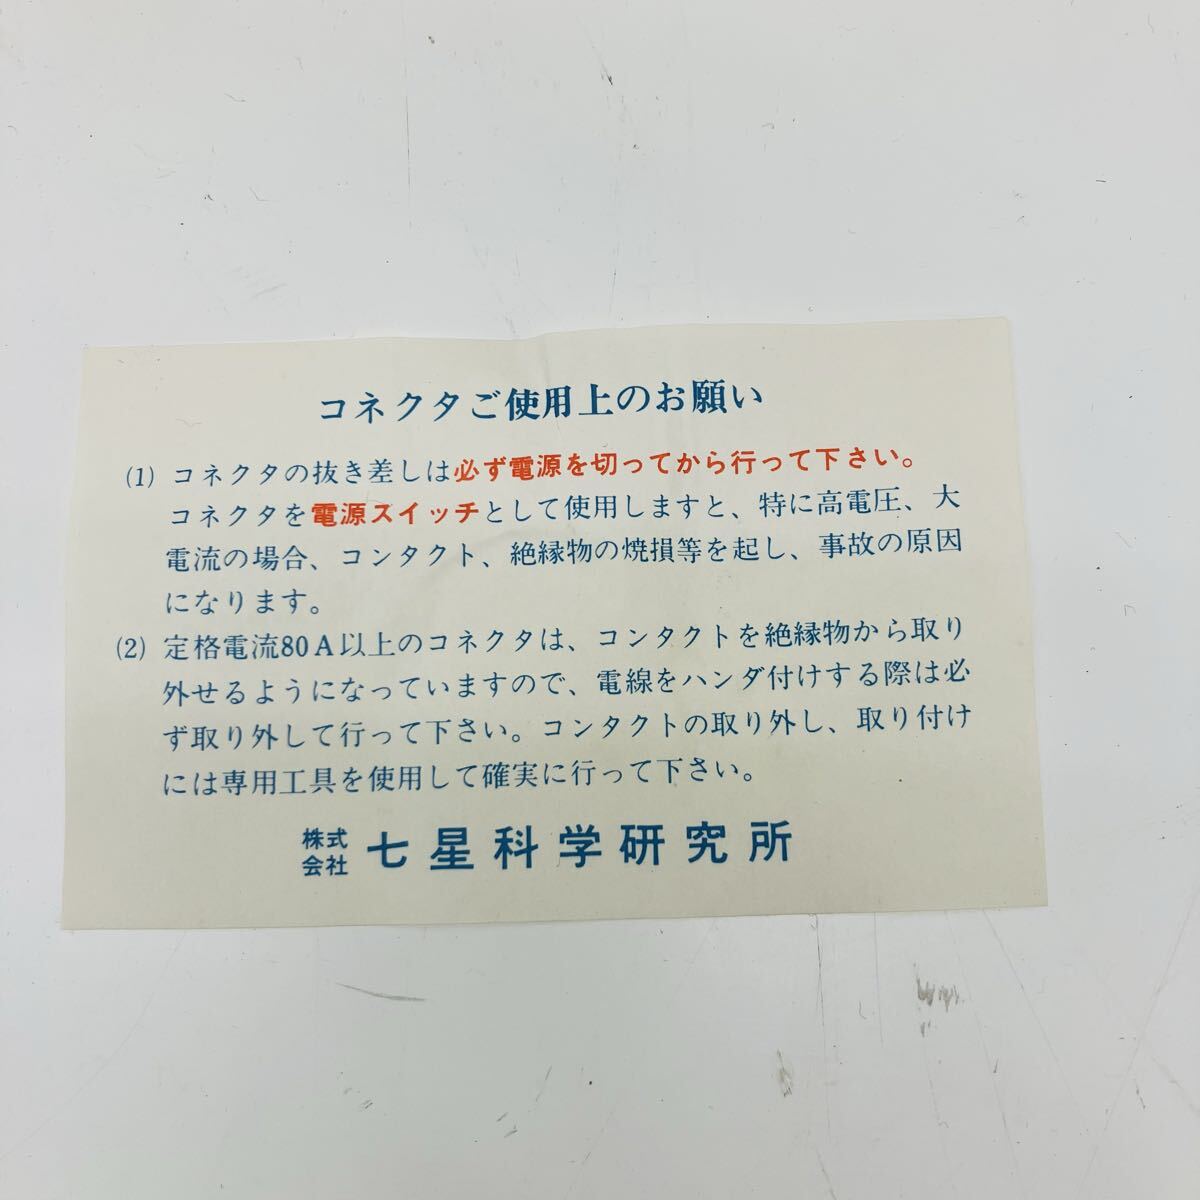 コネクタご使用上のお願い
(1) コネクタの抜き差しは必ず電源を切ってから行って下さい。
コネクタを電源スイッチとして使用しますと、特に高電圧、大
電流の場合、コンタクト、絶縁物の焼損等を起し、事故の原因
になります。
(2) 定格電流80A以上のコネクタは、コンタクトを絶縁物から取り
外せるようになっていますので、電線をハンダ付けする際は必
ず取り外して行って下さい。コンタクトの取り外し、取り付け
には専用工具を使用して確実に行って下さい。
株式会社 七星科学研究所